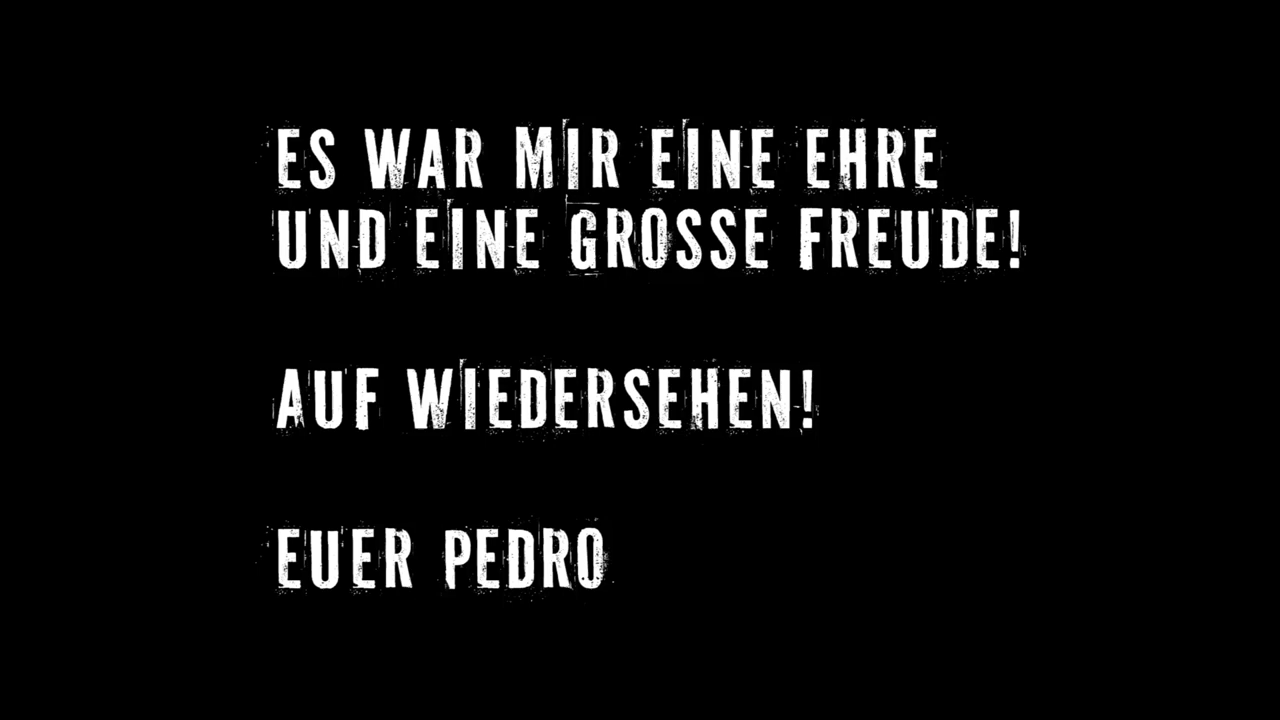 ES WAR MIR EINE EHRE
UND EINE GROSSE FREUDE!
AUF WIEDERSEHEN!
EUER PEDRO